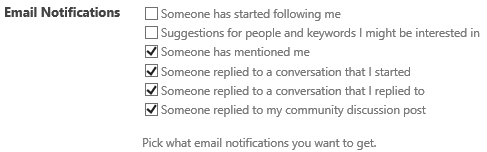 Email Notifications
Someone has started following me
Suggestions for people and keywords I might be interested in
Someone has mentioned me
Someone replied to a conversation that I started
Someone replied to a conversation that I replied to
Someone replied to my community discussion post
Pick what email notifications you want to get.